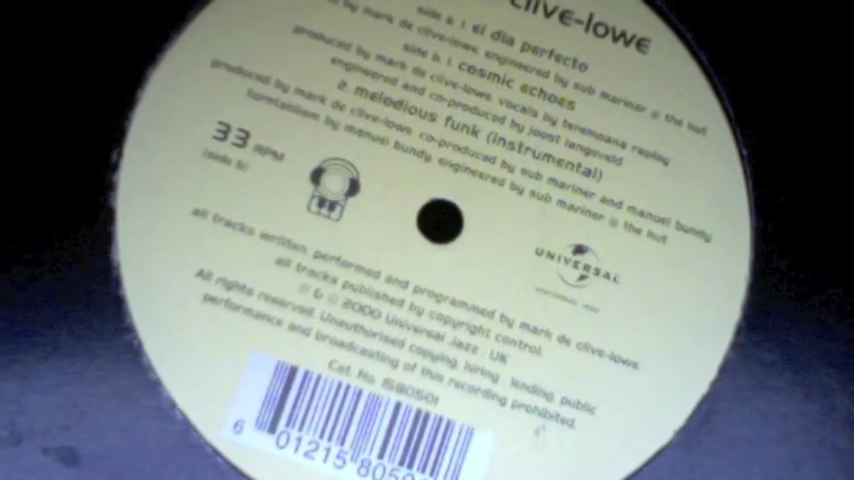 clive-lowe
side a. 1. el dia perfecto
by mark de clive-lowe. engineered by sub mariner @ the hut
side b. 1. cosmic echoes
produced by mark de clive-lowe. vocals by
engineered and co-produced by joost langeveld
2. melodious funk (instrumental)
produced by mark de clive-lowe. co-produced by sub mariner and manuel bundy
turntablism by manuel bundy. engineered by sub mariner @ the hut
33 RPM
(side b)
UNIVERSAL
all tracks written, performed and programmed by mark de clive-lowe.
all tracks published by copyright control.
℗ & © 2000 Universal Jazz. UK
All rights reserved. Unauthorised copying, hiring, lending, public
performance and broadcasting of this recording prohibited.
Cat. No. 1580501
6 01215 8050